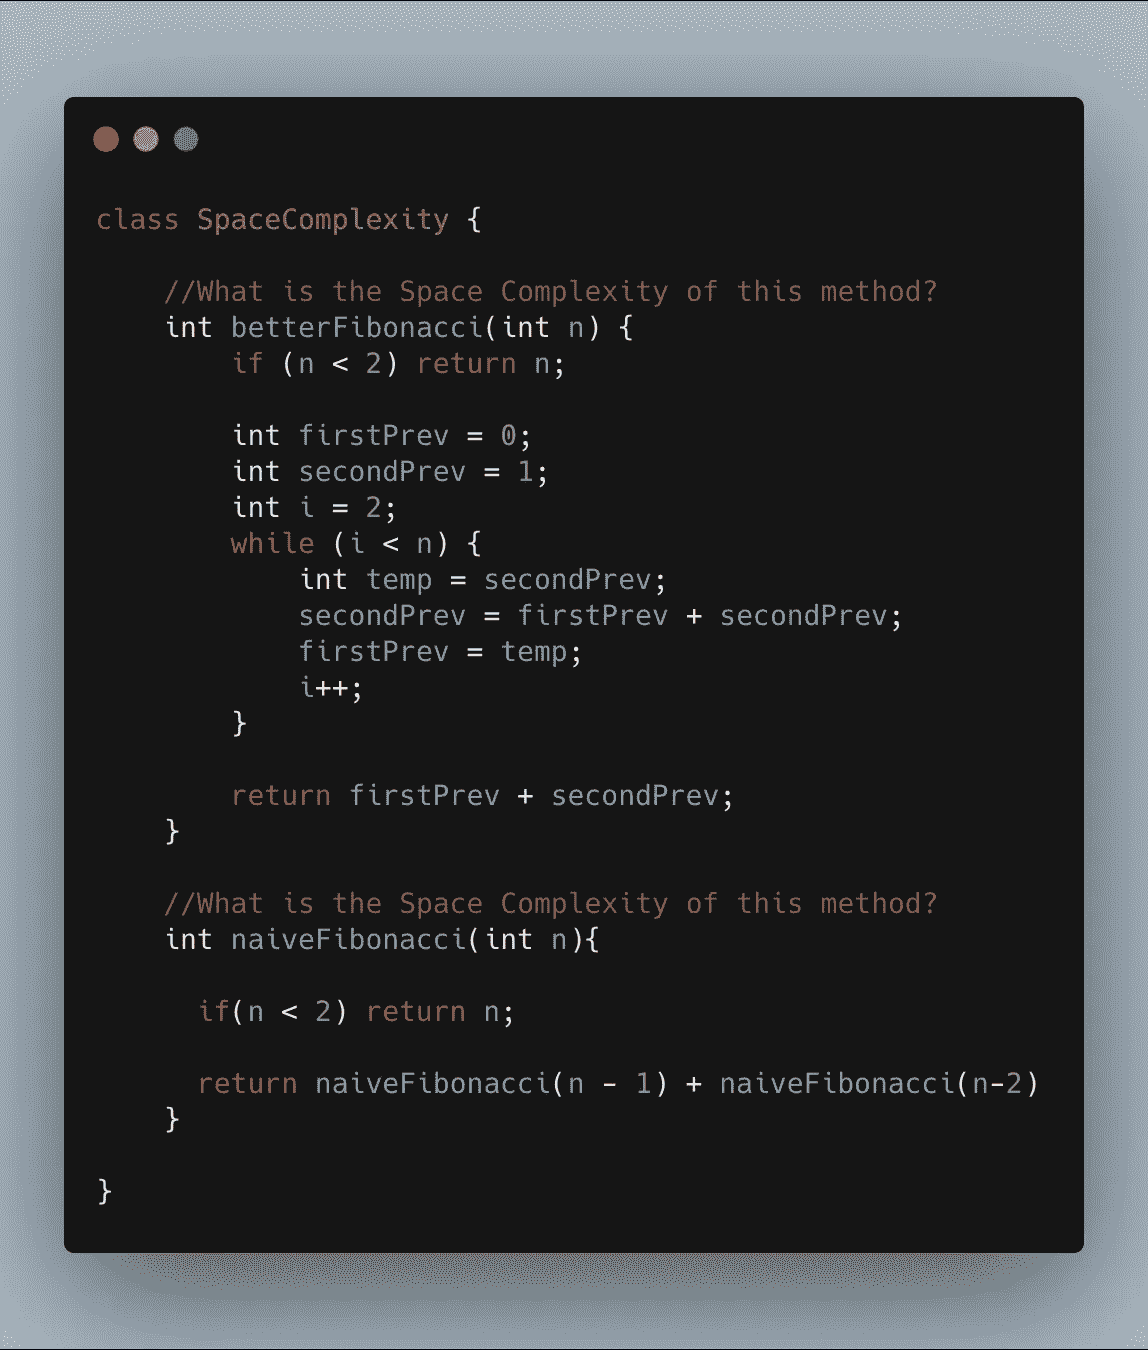 class SpaceComplexity {
//What is the Space Complexity of this method?
int betterFibonacci(int n) {
if (n < 2) return n;
int firstPrev = 0;
int secondPrev = 1;
int i = 2;
while (i < n) {
int temp = secondPrev;
secondPrev = firstPrev + secondPrev;
firstPrev = temp;
i++;
}
return firstPrev + secondPrev;
}
//What is the Space Complexity of this method?
int naiveFibonacci(int n){
if(n < 2) return n;
return naiveFibonacci(n - 1) + naiveFibonacci(n-2)
}
}